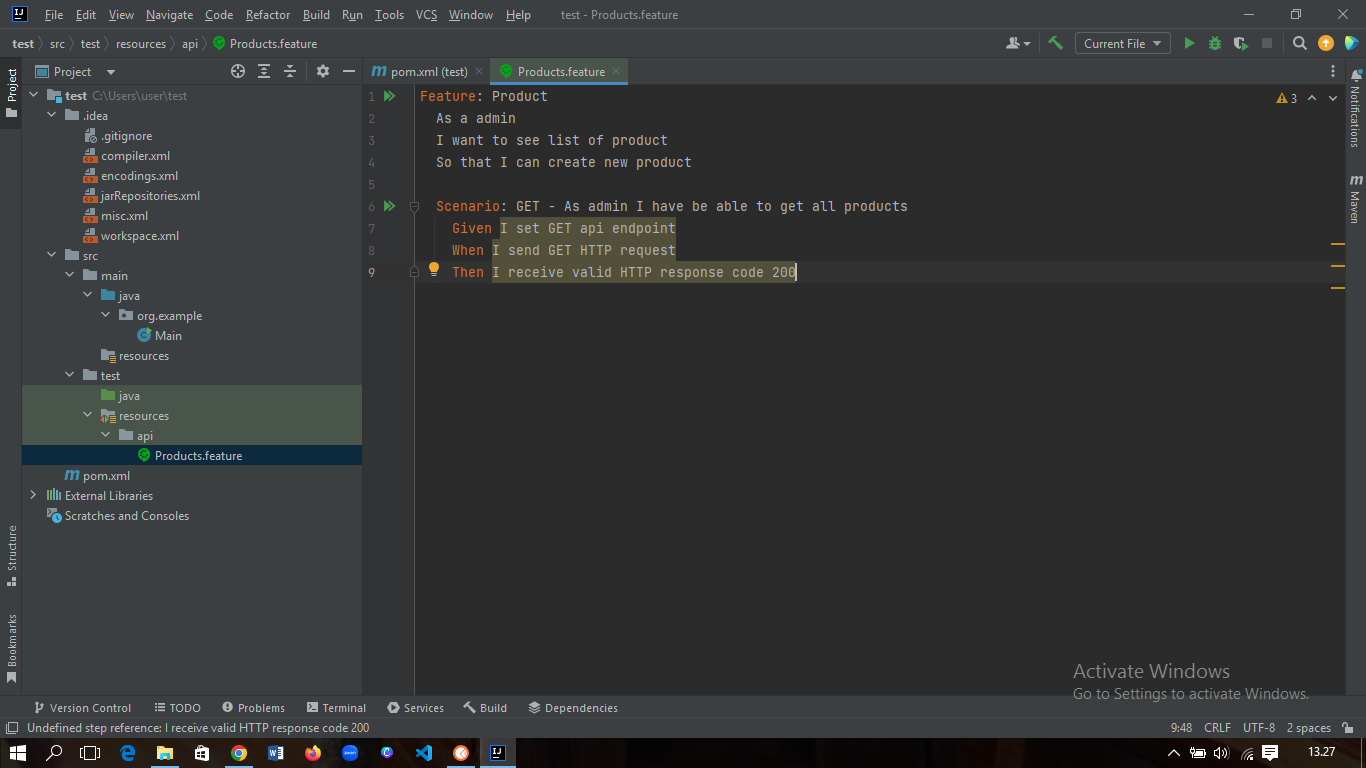 File Edit View Navigate Code Refactor Build Run Tools VCS Window Help test - Products.feature
test src test resources api Products.feature Current File
Project
pom.xml (test) Products.feature
Project
test C:\Users\user\test
.idea
.gitignore
compiler.xml
encodings.xml
jarRepositories.xml
misc.xml
workspace.xml
src
main
java
org.example
Main
resources
test
java
resources
api
Products.feature
pom.xml
External Libraries
Scratches and Consoles
Structure
Bookmarks
1 Feature: Product
2 As a admin
3 I want to see list of product
4 So that I can create new product
5
6 Scenario: GET - As admin I have be able to get all products
7 Given I set GET api endpoint
8 When I send GET HTTP request
9 Then I receive valid HTTP response code 200
3
Notifications
Maven
Activate Windows
Go to Settings to activate Windows.
Version Control TODO Problems Terminal Services Build Dependencies
Undefined step reference: I receive valid HTTP response code 200 9:48 CRLF UTF-8 2 spaces
13.27